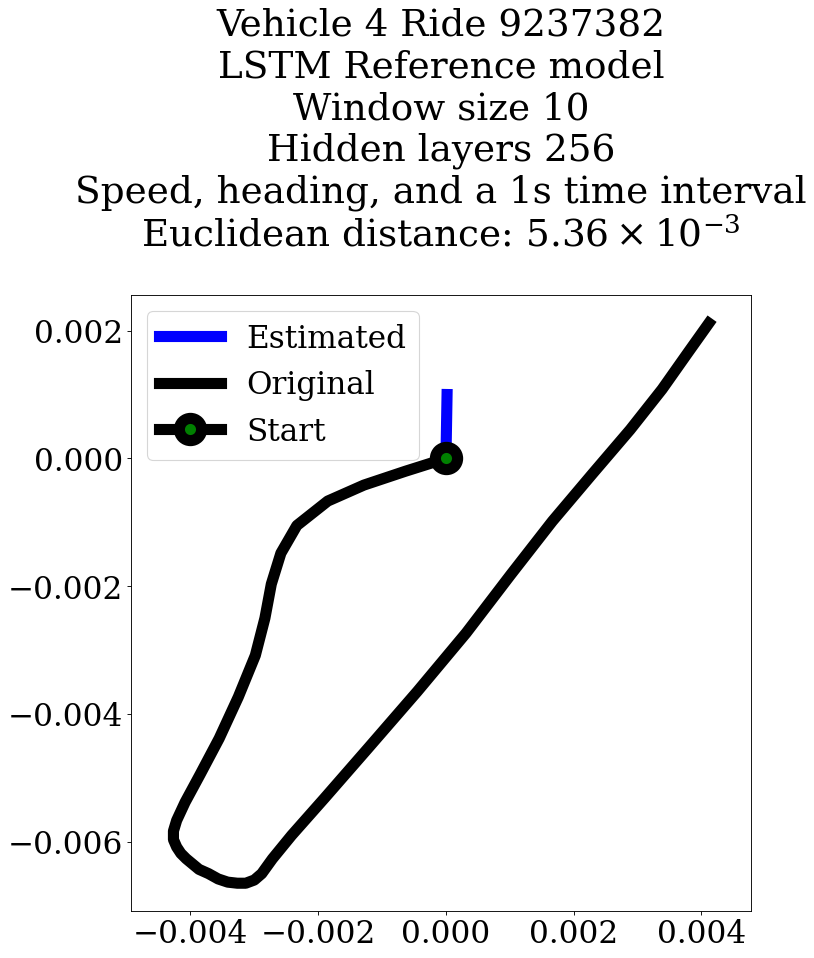 Vehicle 4 Ride 9237382
LSTM Reference model
Window size 10
Hidden layers 256
Speed, heading, and a 1s time interval
Euclidean distance: 5.36 × 10⁻³
Estimated
Original
Start
0.002
0.000
−0.002
−0.004
−0.006
−0.004 −0.002 0.000 0.002 0.004